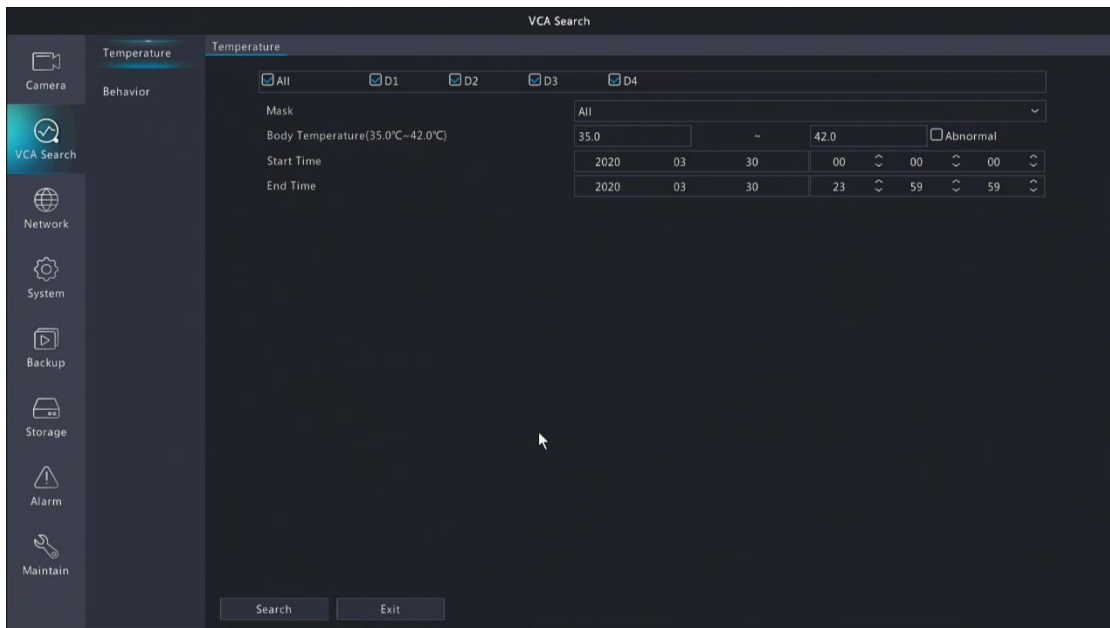 VCA Search
Camera
VCA Search
Network
System
Backup
Storage
Alarm
Maintain
Temperature
Behavior
Temperature
All D1 D2 D3 D4
Mask All
Body Temperature(35.0℃~42.0℃) 35.0 ~ 42.0 Abnormal
Start Time 2020 03 30 00 00 00
End Time 2020 03 30 23 59 59
Search Exit